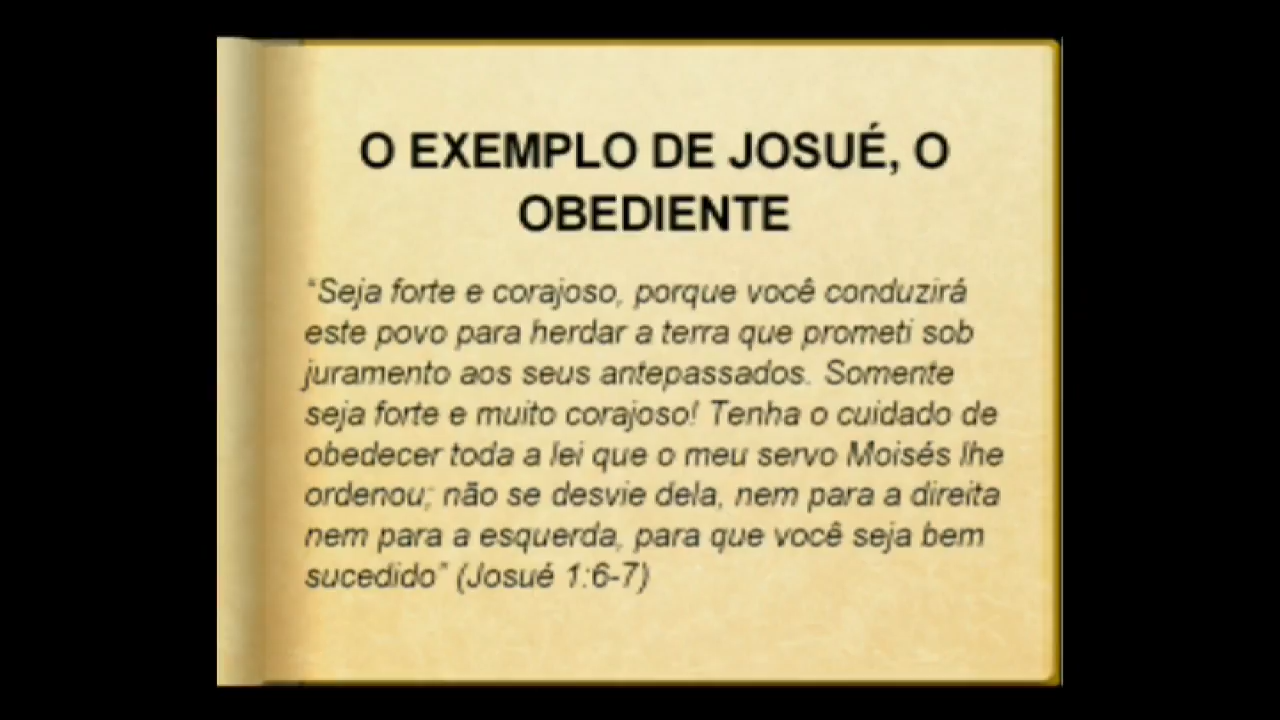 O EXEMPLO DE JOSUÉ, O
OBEDIENTE
"Seja forte e corajoso, porque você conduzirá
este povo para herdar a terra que prometi sob
juramento aos seus antepassados. Somente
seja forte e muito corajoso! Tenha o cuidado de
obedecer toda a lei que o meu servo Moisés lhe
ordenou; não se desvie dela, nem para a direita
nem para a esquerda, para que você seja bem
sucedido" (Josué 1:6-7)